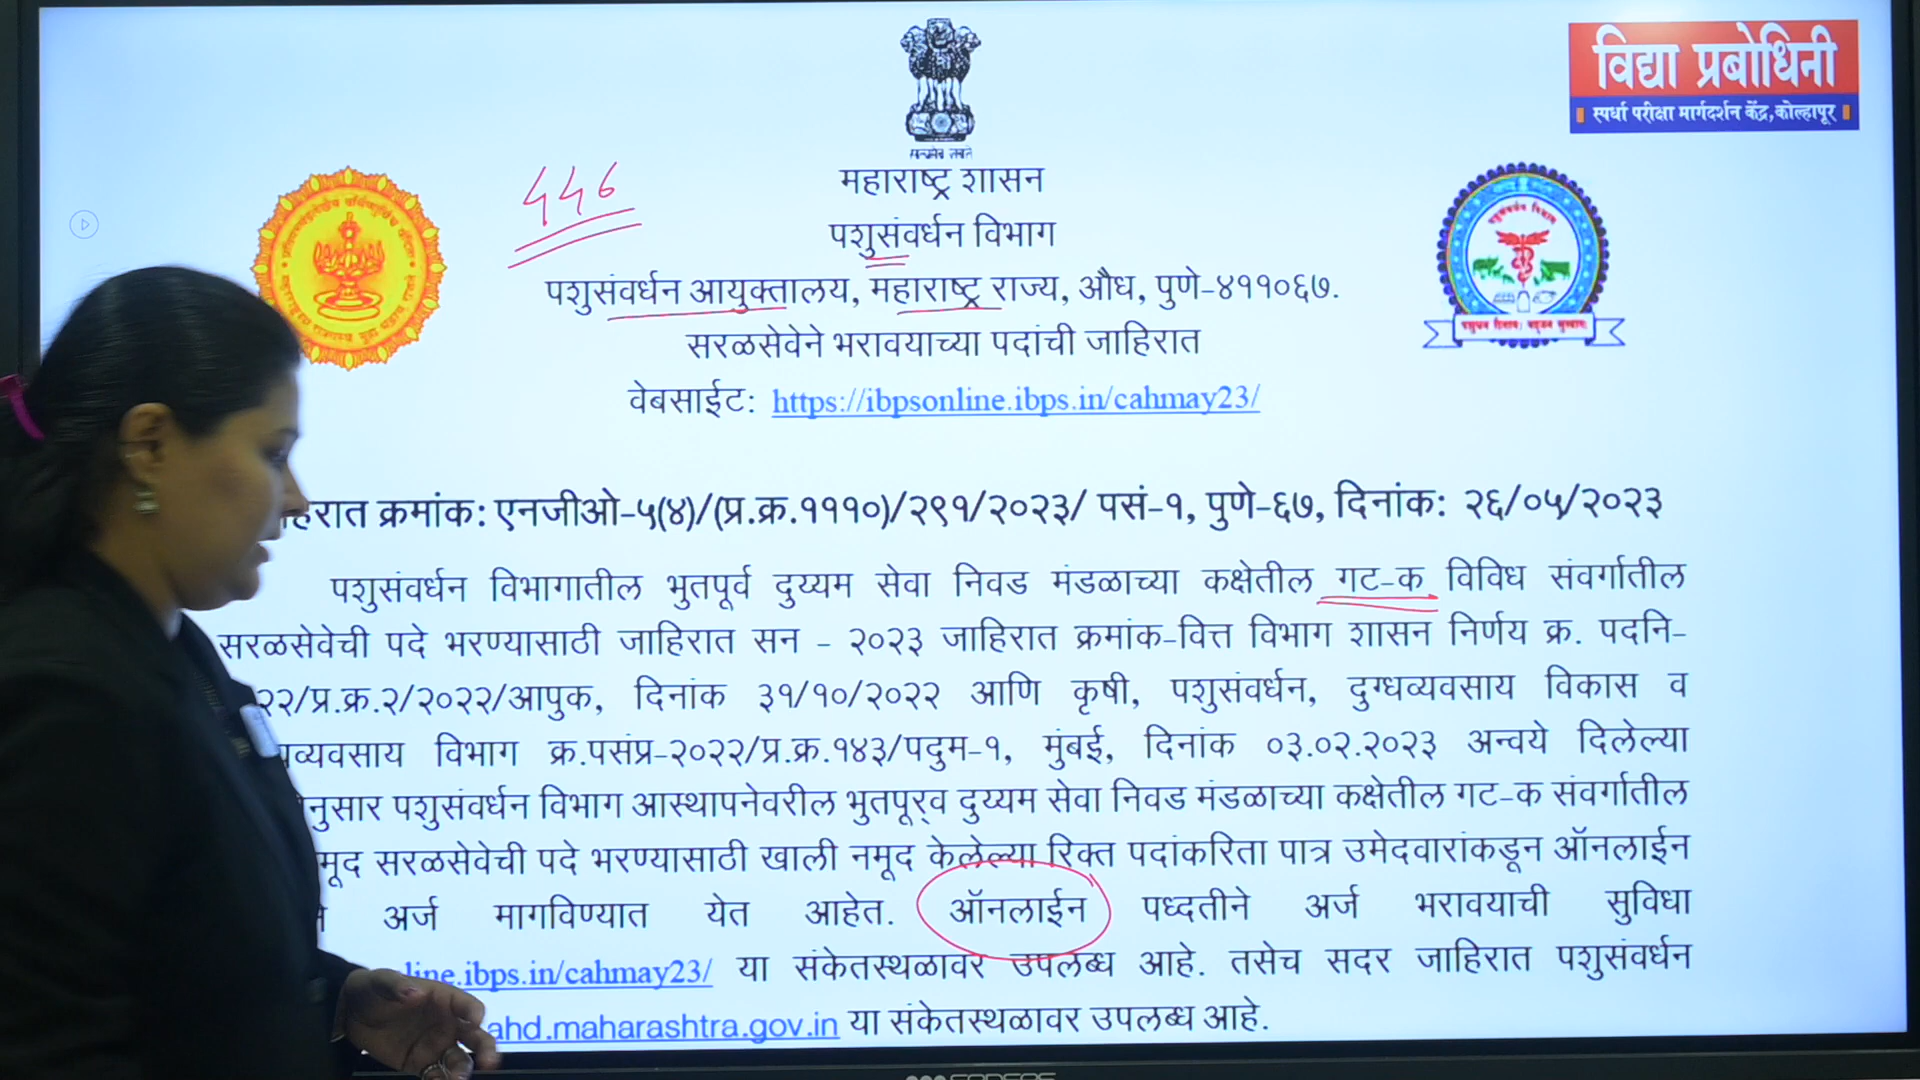 विद्या प्रबोधिनी
स्पर्धा परीक्षा मार्गदर्शन केंद्र,कोल्हापूर
446
महाराष्ट्र शासन
पशुसंवर्धन विभाग
पशुसंवर्धन आयुक्तालय, महाराष्ट्र राज्य, औध, पुणे-४११०६७.
सरळसेवेने भरावयाच्या पदांची जाहिरात
वेबसाईट: https://ibpsonline.ibps.in/cahmay23/
हिरात क्रमांक: एनजीओ-५(४)/(प्र.क्र.१११०)/२९१/२०२३/ पसं-१, पुणे-६७, दिनांक: २६/०५/२०२३
पशुसंवर्धन विभागातील भुतपूर्व दुय्यम सेवा निवड मंडळाच्या कक्षेतील गट-क विविध संवर्गातील
सरळसेवेची पदे भरण्यासाठी जाहिरात सन - २०२३ जाहिरात क्रमांक-वित्त विभाग शासन निर्णय क्र. पदनि-
२२/प्र.क्र.२/२०२२/आपुक, दिनांक ३१/१०/२०२२ आणि कृषी, पशुसंवर्धन, दुग्धव्यवसाय विकास व
व्यवसाय विभाग क्र.पसंप्र-२०२२/प्र.क्र.१४३/पदुम-१, मुंबई, दिनांक ०३.०२.२०२३ अन्वये दिलेल्या
नुसार पशुसंवर्धन विभाग आस्थापनेवरील भुतपूर्व दुय्यम सेवा निवड मंडळाच्या कक्षेतील गट-क संवर्गातील
मूद सरळसेवेची पदे भरण्यासाठी खाली नमूद केलेल्या रिक्त पदांकरिता पात्र उमेदवारांकडून ऑनलाईन
अर्ज मागविण्यात येत आहेत. ऑनलाईन पध्दतीने अर्ज भरावयाची सुविधा
line.ibps.in/cahmay23/ या संकेतस्थळावर उपलब्ध आहे. तसेच सदर जाहिरात पशुसंवर्धन
ahd.maharashtra.gov.in या संकेतस्थळावर उपलब्ध आहे.